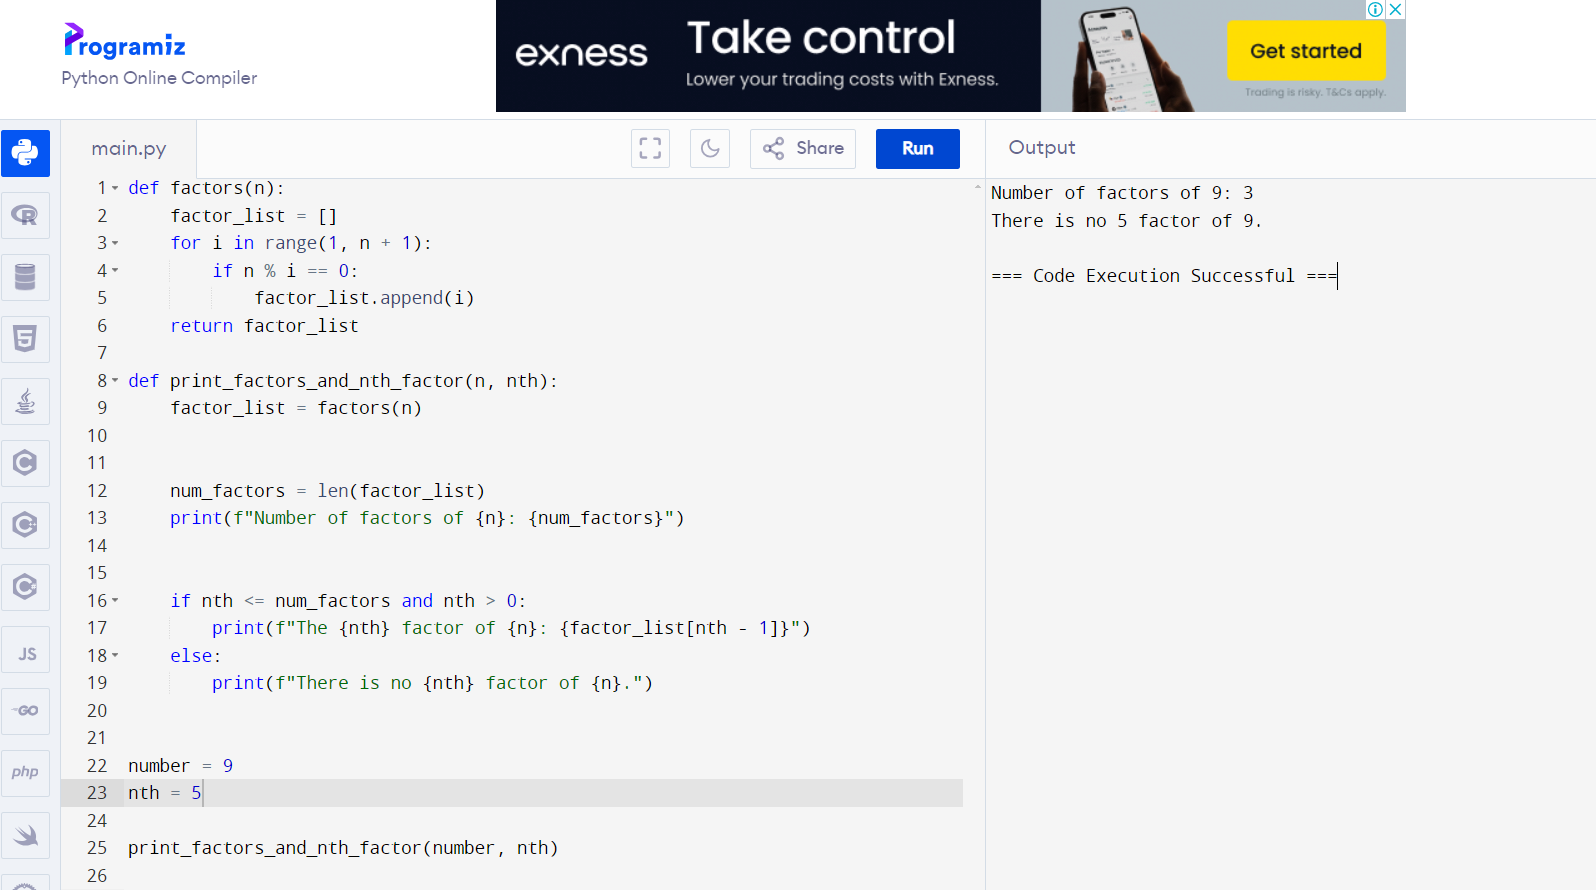 Programiz
Python Online Compiler
exness
Take control
Lower your trading costs with Exness.
Get started
Trading is risky. T&Cs apply.
main.py
Share
Run
Output
1 def factors(n):
2     factor_list = []
3     for i in range(1, n + 1):
4         if n % i == 0:
5             factor_list.append(i)
6     return factor_list
7
8 def print_factors_and_nth_factor(n, nth):
9     factor_list = factors(n)
10
11
12     num_factors = len(factor_list)
13     print(f"Number of factors of {n}: {num_factors}")
14
15
16     if nth <= num_factors and nth > 0:
17         print(f"The {nth} factor of {n}: {factor_list[nth - 1]}")
18     else:
19         print(f"There is no {nth} factor of {n}.")
20
21
22 number = 9
23 nth = 5
24
25 print_factors_and_nth_factor(number, nth)
26
Number of factors of 9: 3
There is no 5 factor of 9.
=== Code Execution Successful ===
R
5
C
C
C
JS
GO
php